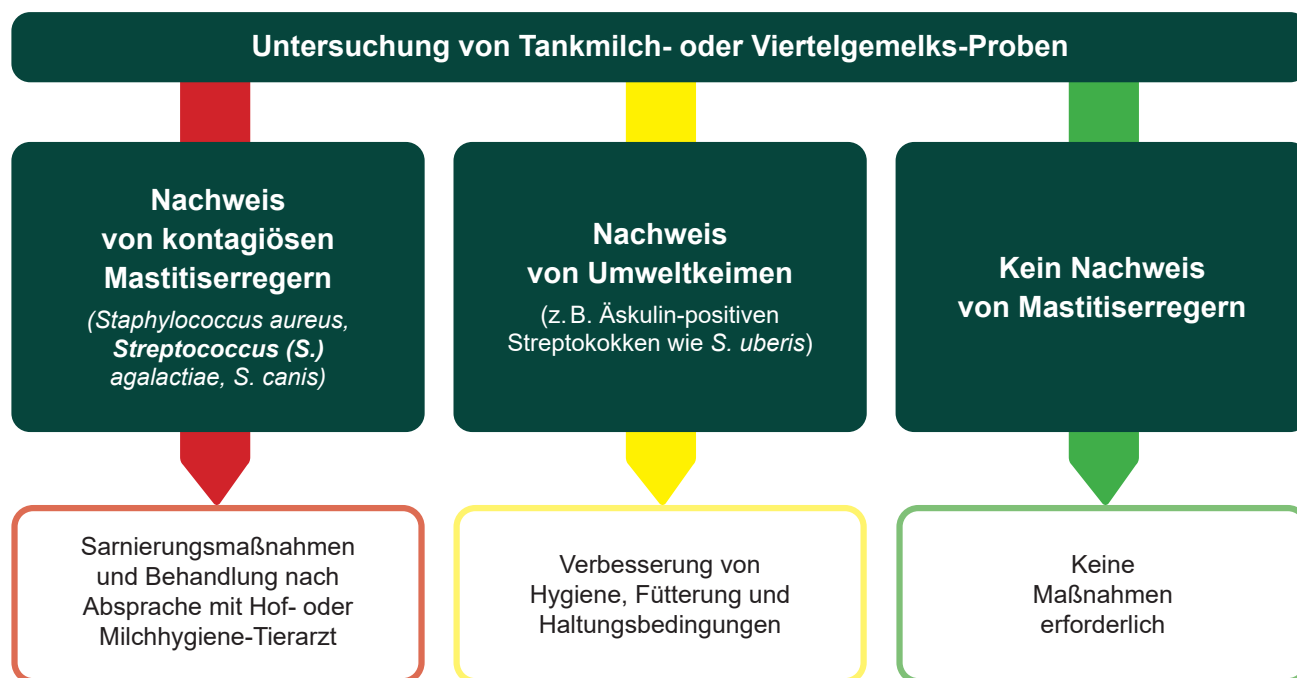 Untersuchung von Tankmilch- oder Viertelgemelks-Proben
Nachweis
von kontagiösen
Mastitiserregern
(Staphylococcus aureus,
Streptococcus (S.)
agalactiae, S. canis)
Nachweis
von Umweltkeimen
(z. B. Äskulin-positiven
Streptokokken wie S. uberis)
Kein Nachweis
von Mastitiserregern
Sarnierungsmaßnahmen
und Behandlung nach
Absprache mit Hof- oder
Milchhygiene-Tierarzt
Verbesserung von
Hygiene, Fütterung und
Haltungsbedingungen
Keine
Maßnahmen
erforderlich